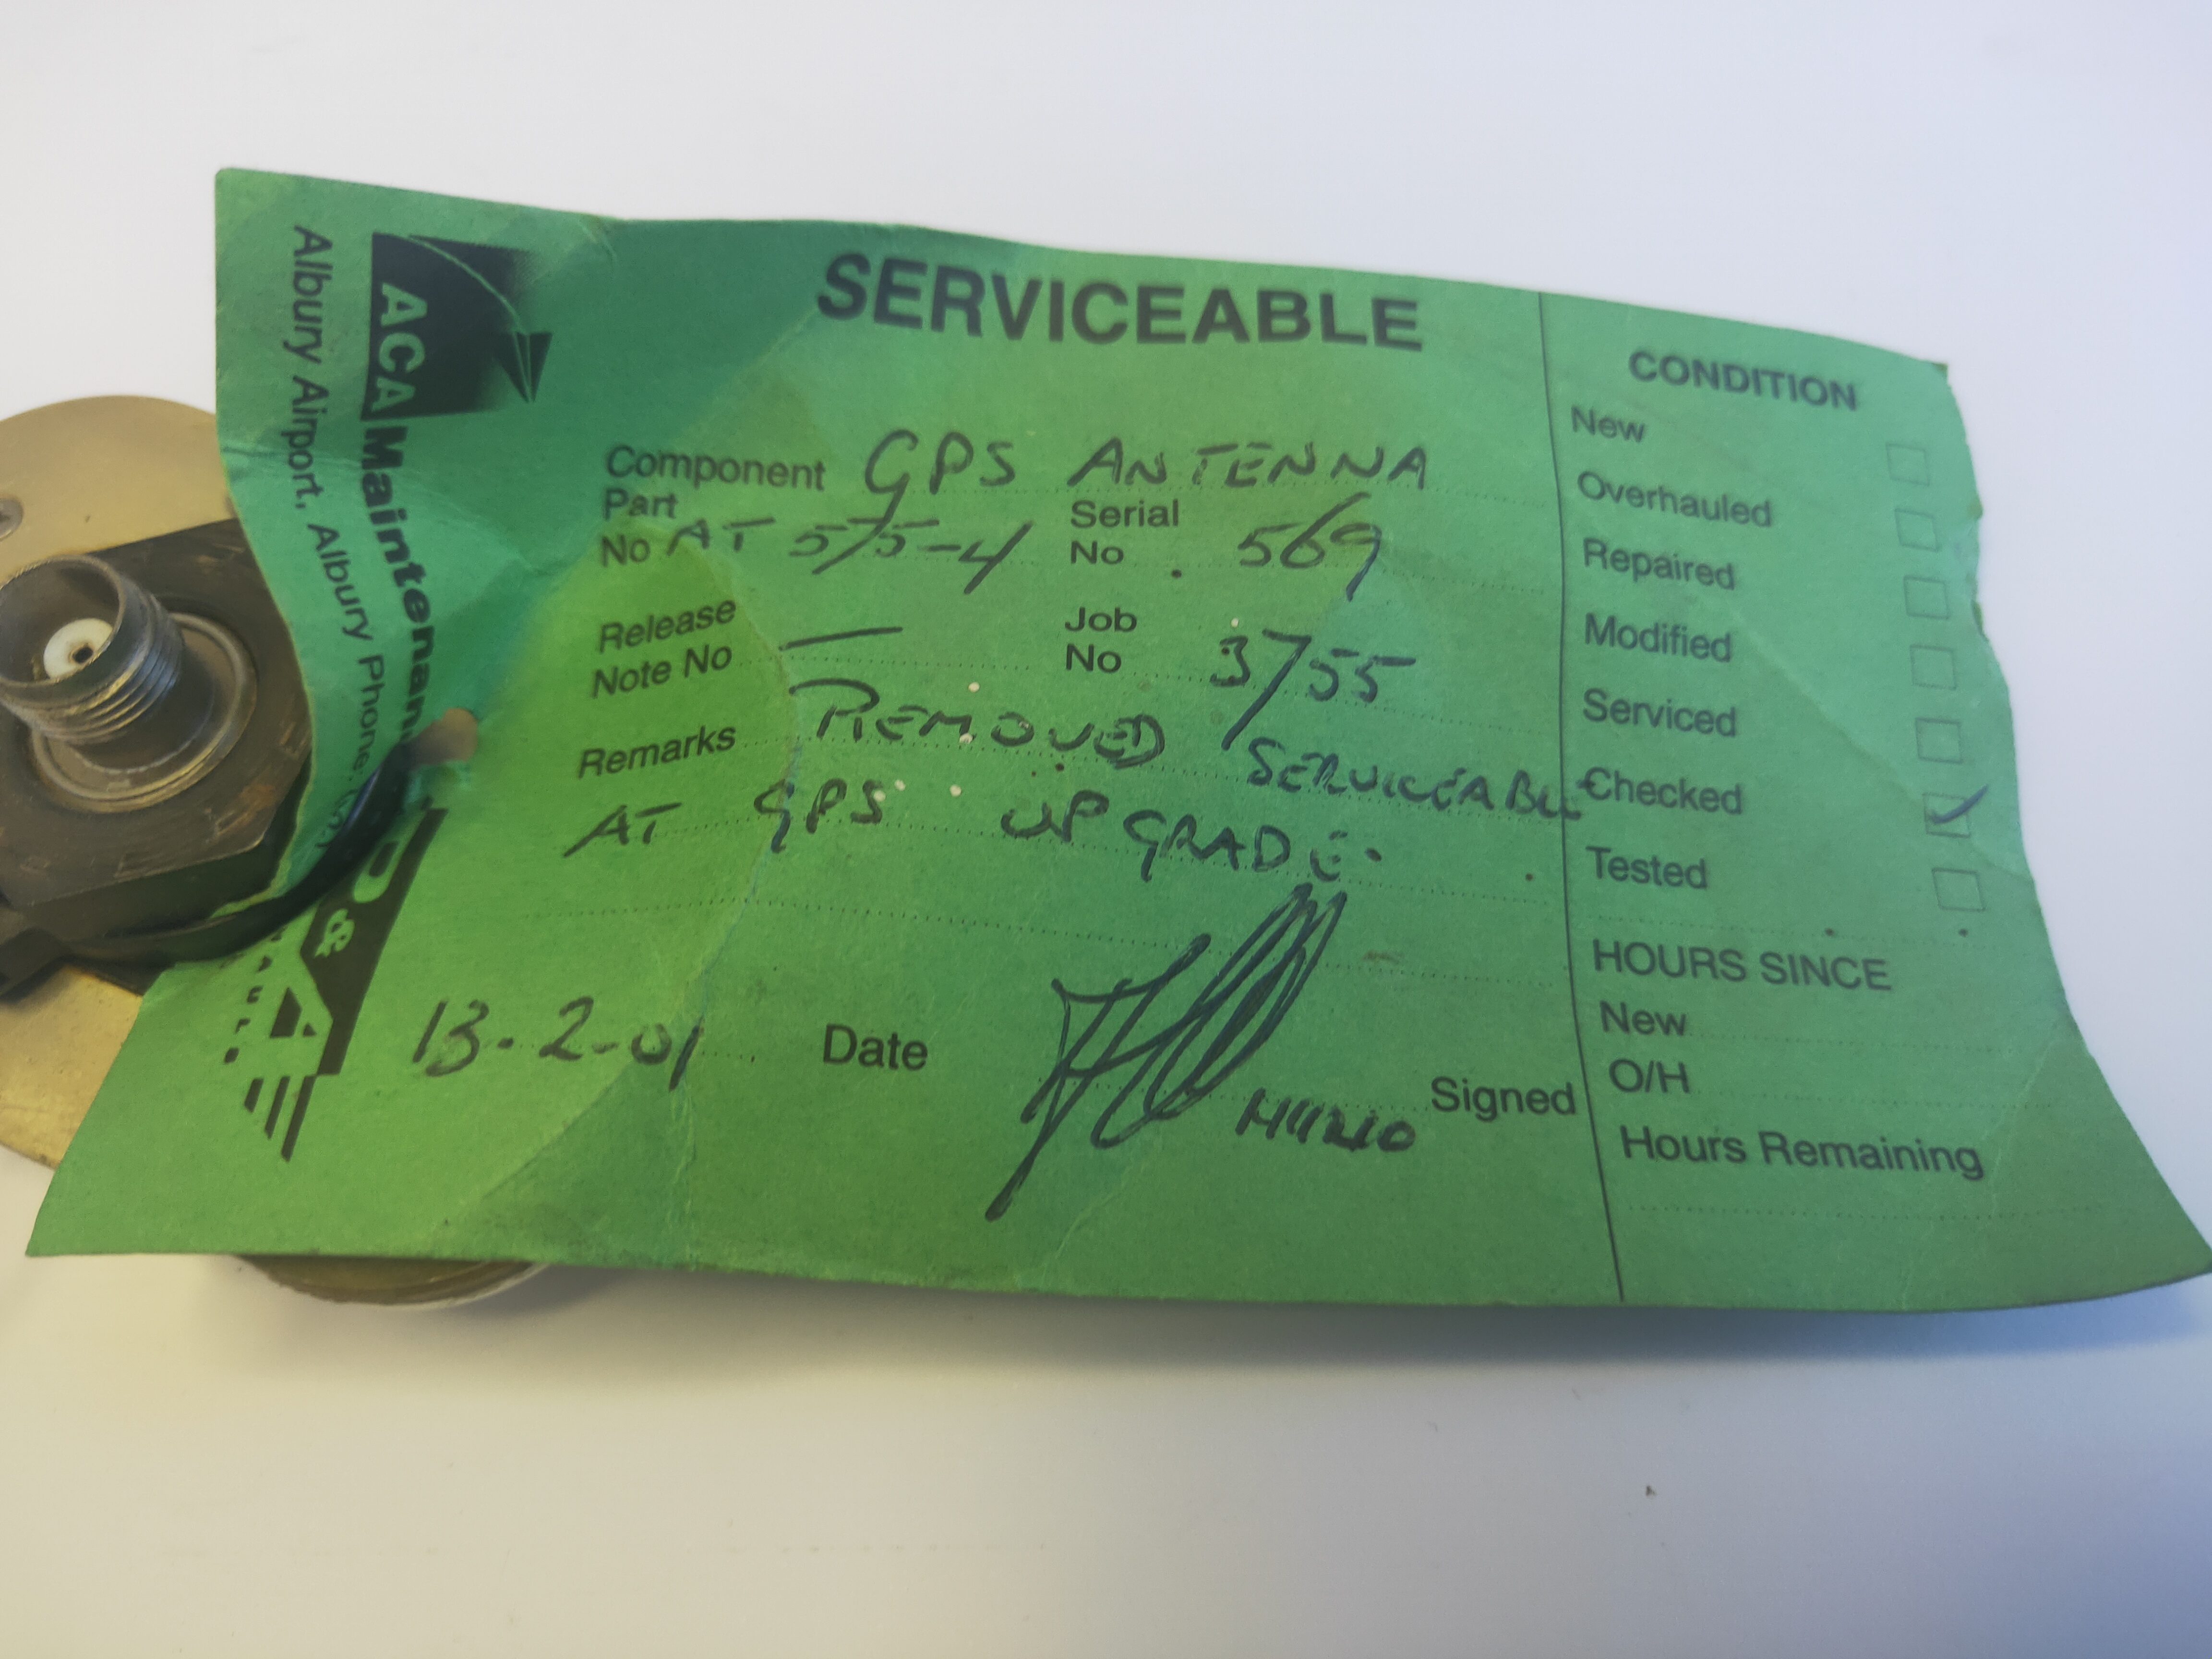 SERVICEABLE
Component GPS ANTENNA
Part No AT 575-4 Serial No . 569
Release Note No — Job No 3755
Remarks REMOVED SERVICEABLE
AT GPS UPGRADE.
13-2-01 Date Signed
CONDITION
New
Overhauled
Repaired
Modified
Serviced
Checked ✓
Tested
HOURS SINCE
New
O/H
Hours Remaining
ACA Maintenan
Albury Airport, Albury Phone:
&